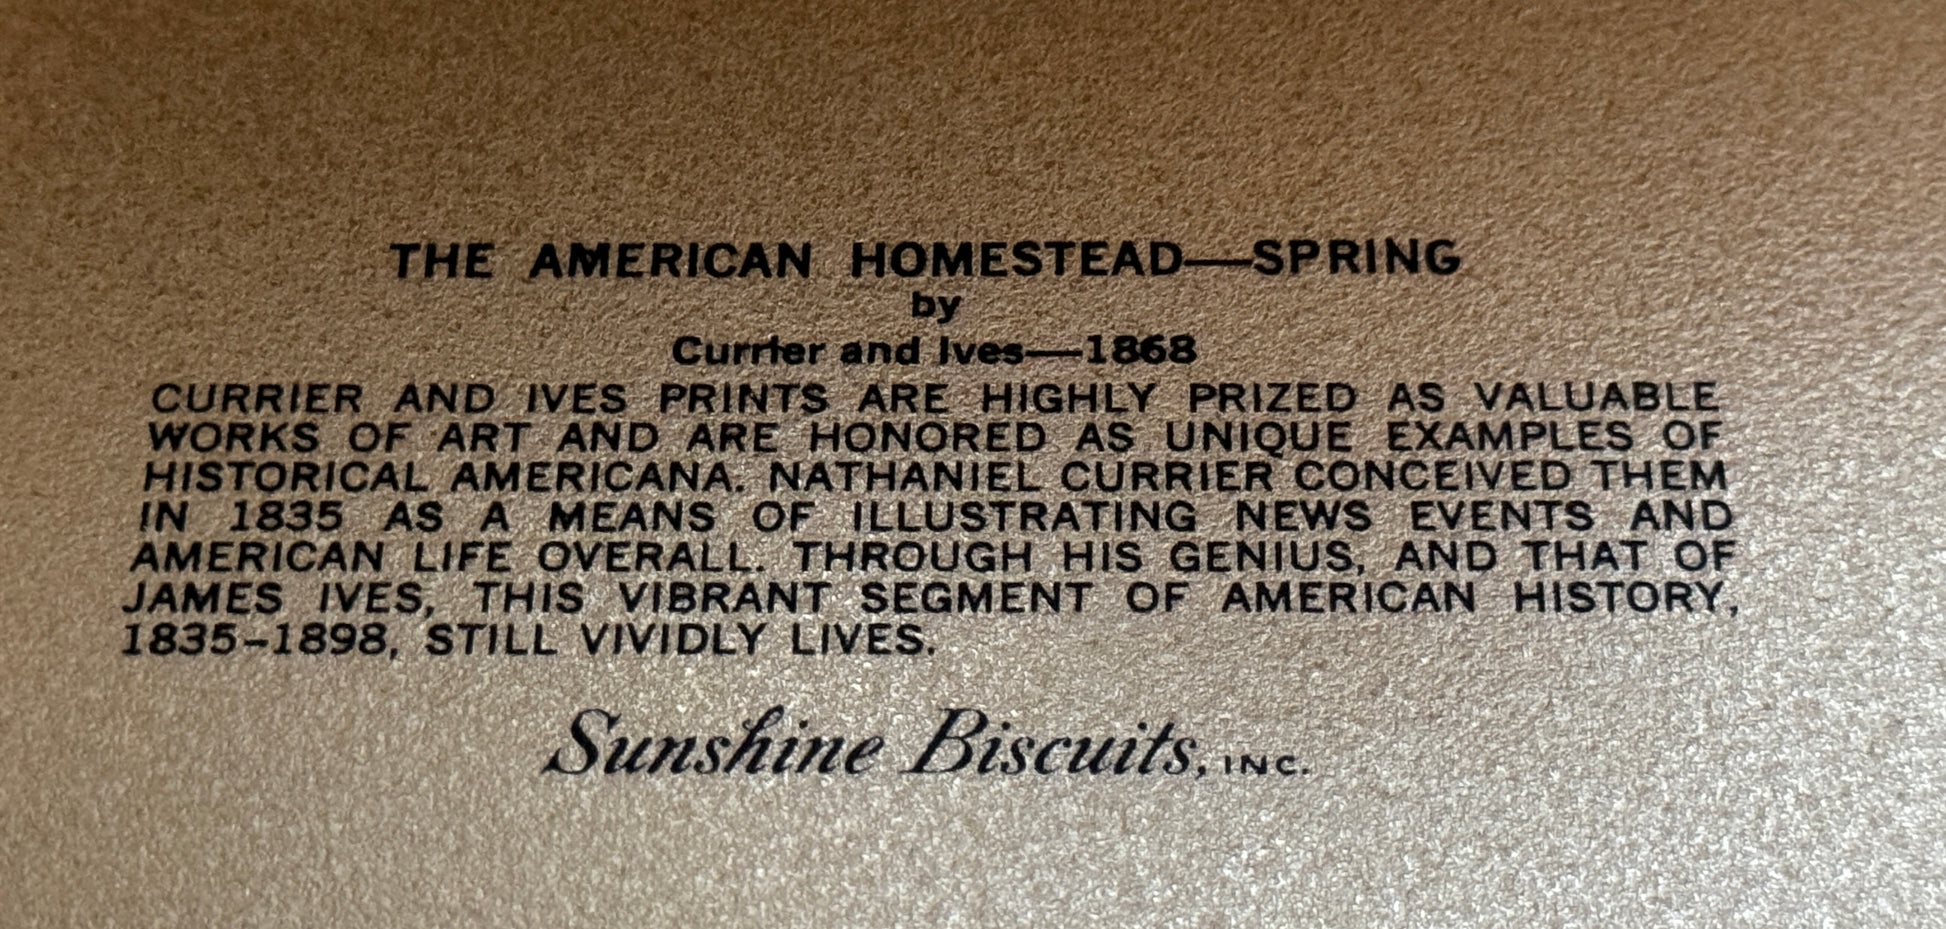 THE AMERICAN HOMESTEAD—SPRING
by
Currier and Ives—1868
CURRIER AND IVES PRINTS ARE HIGHLY PRIZED AS VALUABLE
WORKS OF ART AND ARE HONORED AS UNIQUE EXAMPLES OF
HISTORICAL AMERICANA. NATHANIEL CURRIER CONCEIVED THEM
IN 1835 AS A MEANS OF ILLUSTRATING NEWS EVENTS AND
AMERICAN LIFE OVERALL. THROUGH HIS GENIUS, AND THAT OF
JAMES IVES, THIS VIBRANT SEGMENT OF AMERICAN HISTORY,
1835-1898, STILL VIVIDLY LIVES.
Sunshine Biscuits, INC.